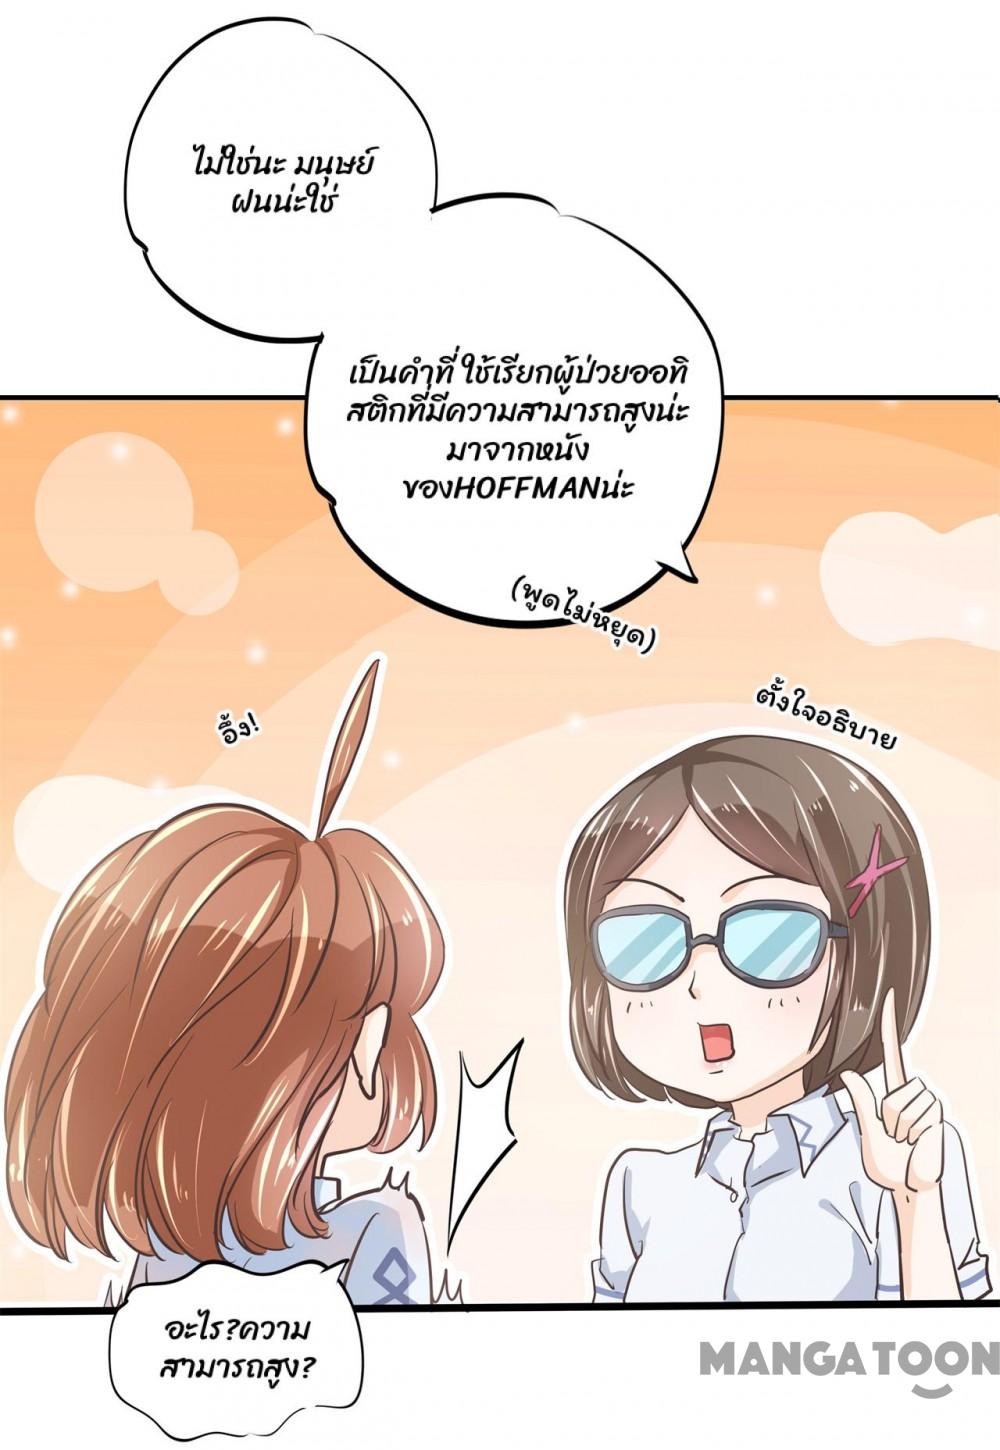 ไม่ใช่นะ มนุษย์
ฝนน่ะใช่
เป็นคำที่ ใช้เรียกผู้ป่วยออทิ
สติกที่มีความสามารถสูงน่ะ
มาจากหนัง
ของHOFFMANน่ะ
(พูดไม่หยุด)
ตั้งใจอธิบาย
อึ้ง!
อะไร?ความ
สามารถสูง?
MANGATOON